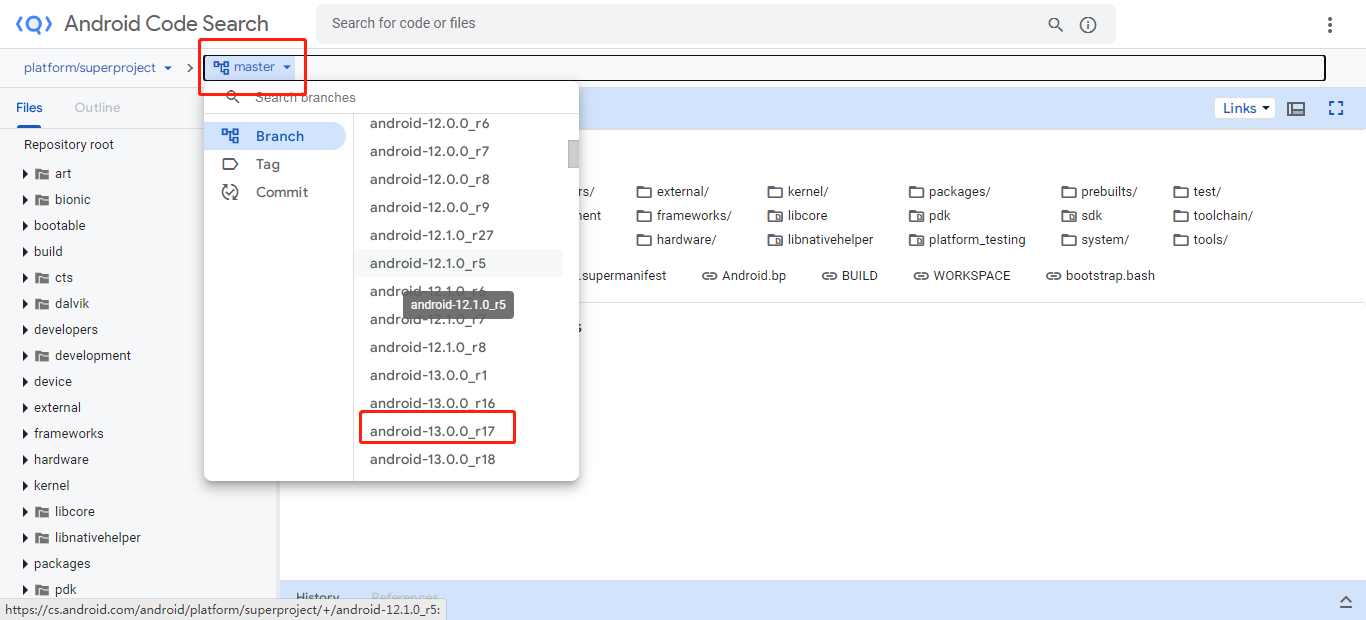 Android Code Search
Search for code or files
platform/superproject
master
Files
Outline
Search branches
Links
Repository root
art
bionic
bootable
build
cts
dalvik
developers
development
device
external
frameworks
hardware
kernel
libcore
libnativehelper
packages
pdk
Branch
Tag
Commit
android-12.0.0_r6
android-12.0.0_r7
android-12.0.0_r8
android-12.0.0_r9
android-12.1.0_r27
android-12.1.0_r5
android-12.1.0_r6
android-12.1.0_r5
android-12.1.0_r7
android-12.1.0_r8
android-13.0.0_r1
android-13.0.0_r16
android-13.0.0_r17
android-13.0.0_r18
rs/ external/ kernel/ packages/ prebuilts/ test/
ent frameworks/ libcore pdk sdk toolchain/
hardware/ libnativehelper platform_testing system/ tools/
.supermanifest Android.bp BUILD WORKSPACE bootstrap.bash
s
History References
https://cs.android.com/android/platform/superproject/+/android-12.1.0_r5: